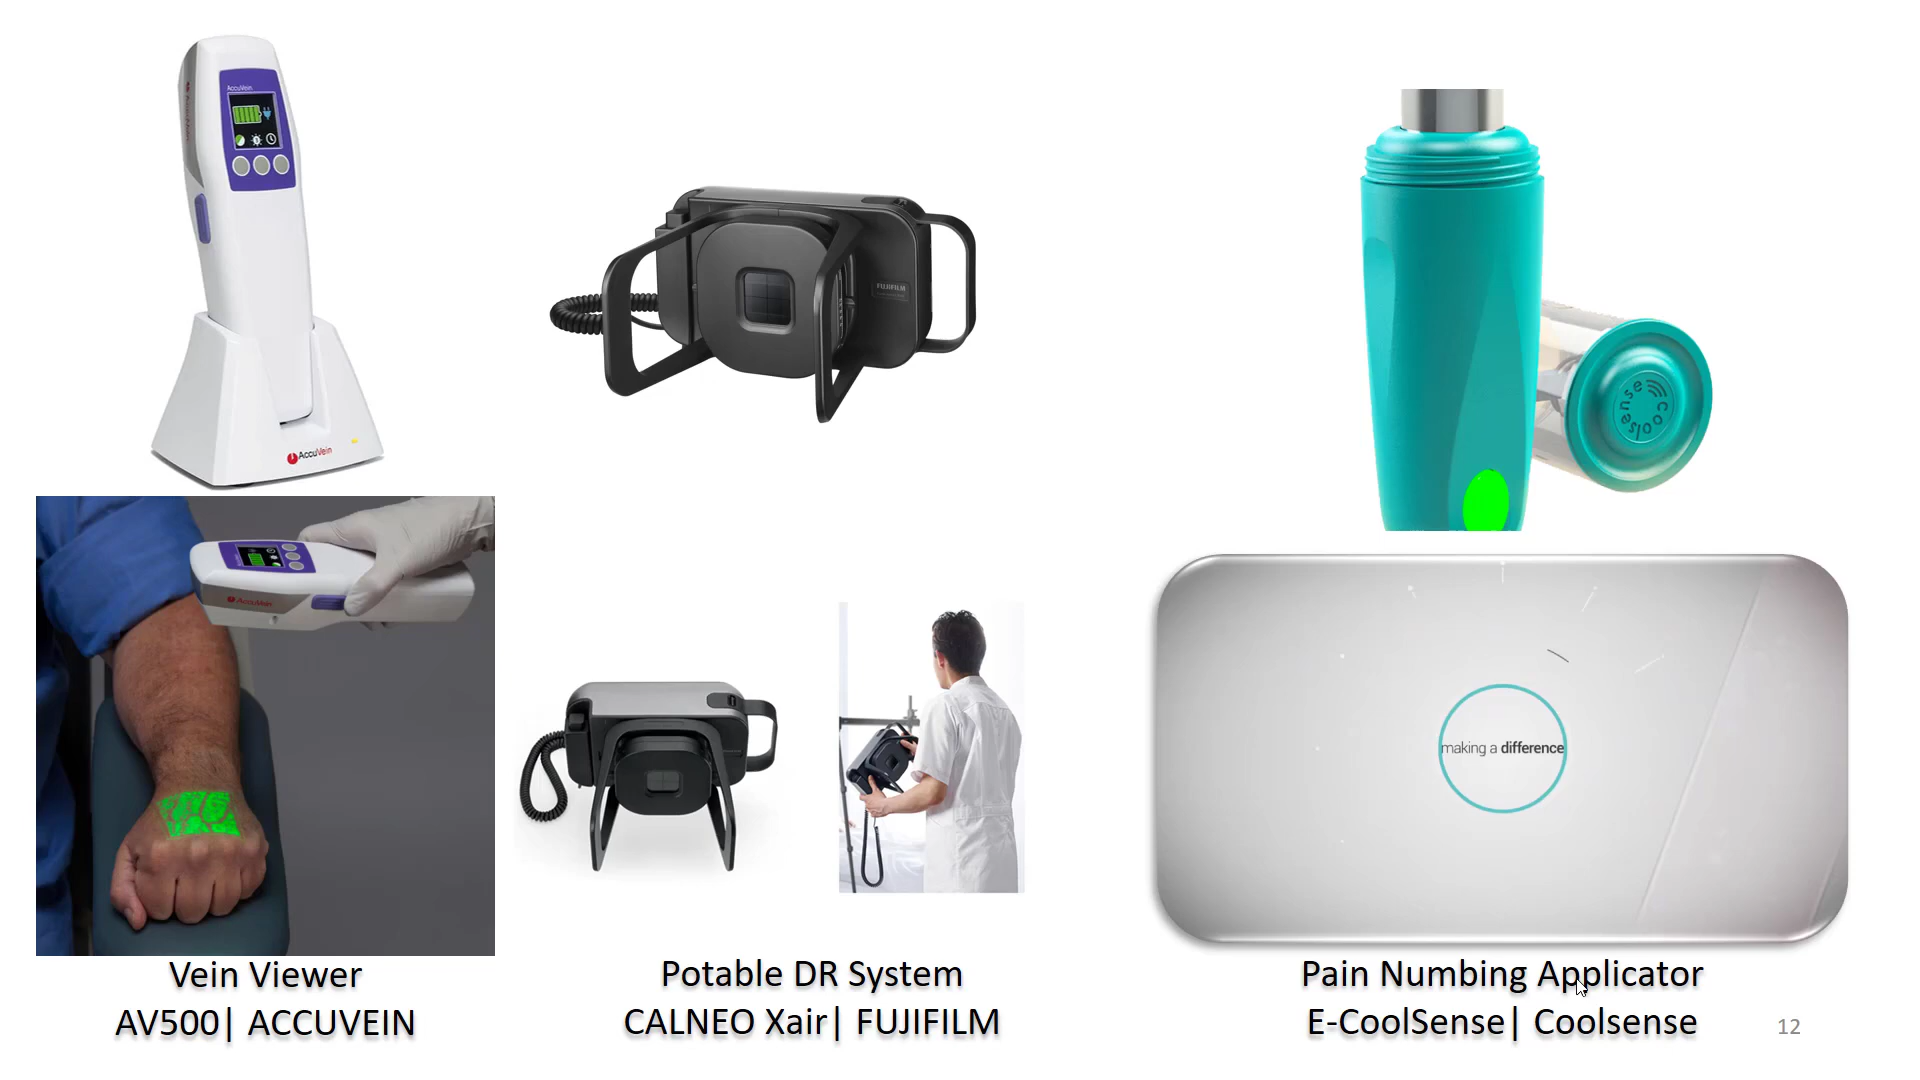 AccuVein
AccuVein
FUJIFILM
coolsense
AccuVein
making a difference
Vein Viewer
AV500| ACCUVEIN
Potable DR System
CALNEO Xair| FUJIFILM
Pain Numbing Applicator
E-CoolSense| Coolsense
12